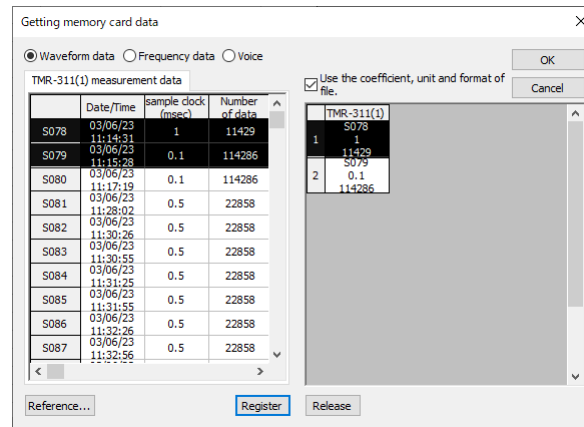 Getting memory card data
Waveform data Frequency data Voice
OK
TMR-311(1) measurement data
Use the coefficient, unit and format of
file.
Cancel
Date/Time sample clock (msec) Number of data
S078 03/06/23 11:14:31 1 11429
S079 03/06/23 11:15:28 0.1 114286
S080 03/06/23 11:17:19 0.1 114286
S081 03/06/23 11:28:02 0.5 22858
S082 03/06/23 11:30:26 0.5 22858
S083 03/06/23 11:30:55 0.5 22858
S084 03/06/23 11:31:25 0.5 22858
S085 03/06/23 11:31:55 0.5 22858
S086 03/06/23 11:32:26 0.5 22858
S087 03/06/23 11:32:56 0.5 22858
TMR-311(1)
1 S078
1
11429
2 S079
0.1
114286
Reference... Register Release